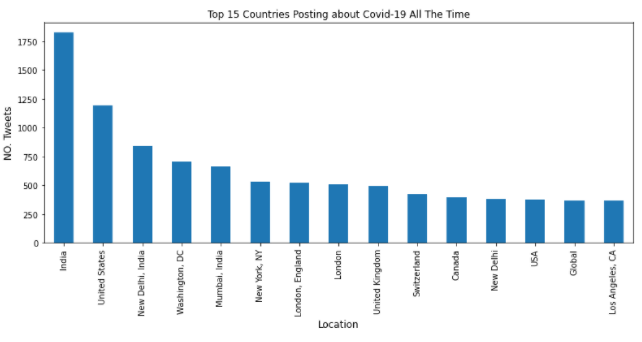 Top 15 Countries Posting about Covid-19 All The Time
NO. Tweets
1750
1500
1250
1000
750
500
250
0
India
United States
New Delhi, India
Washington, DC
Mumbai, India
New York, NY
London, England
London
United Kingdom
Switzerland
Canada
New Delhi
USA
Global
Los Angeles, CA
Location